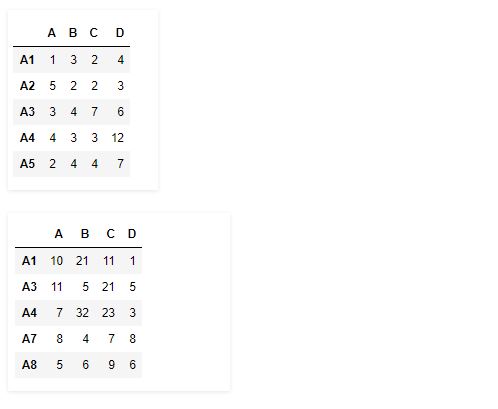 A B C D
A1 1 3 2 4
A2 5 2 2 3
A3 3 4 7 6
A4 4 3 3 12
A5 2 4 4 7
A B C D
A1 10 21 11 1
A3 11 5 21 5
A4 7 32 23 3
A7 8 4 7 8
A8 5 6 9 6